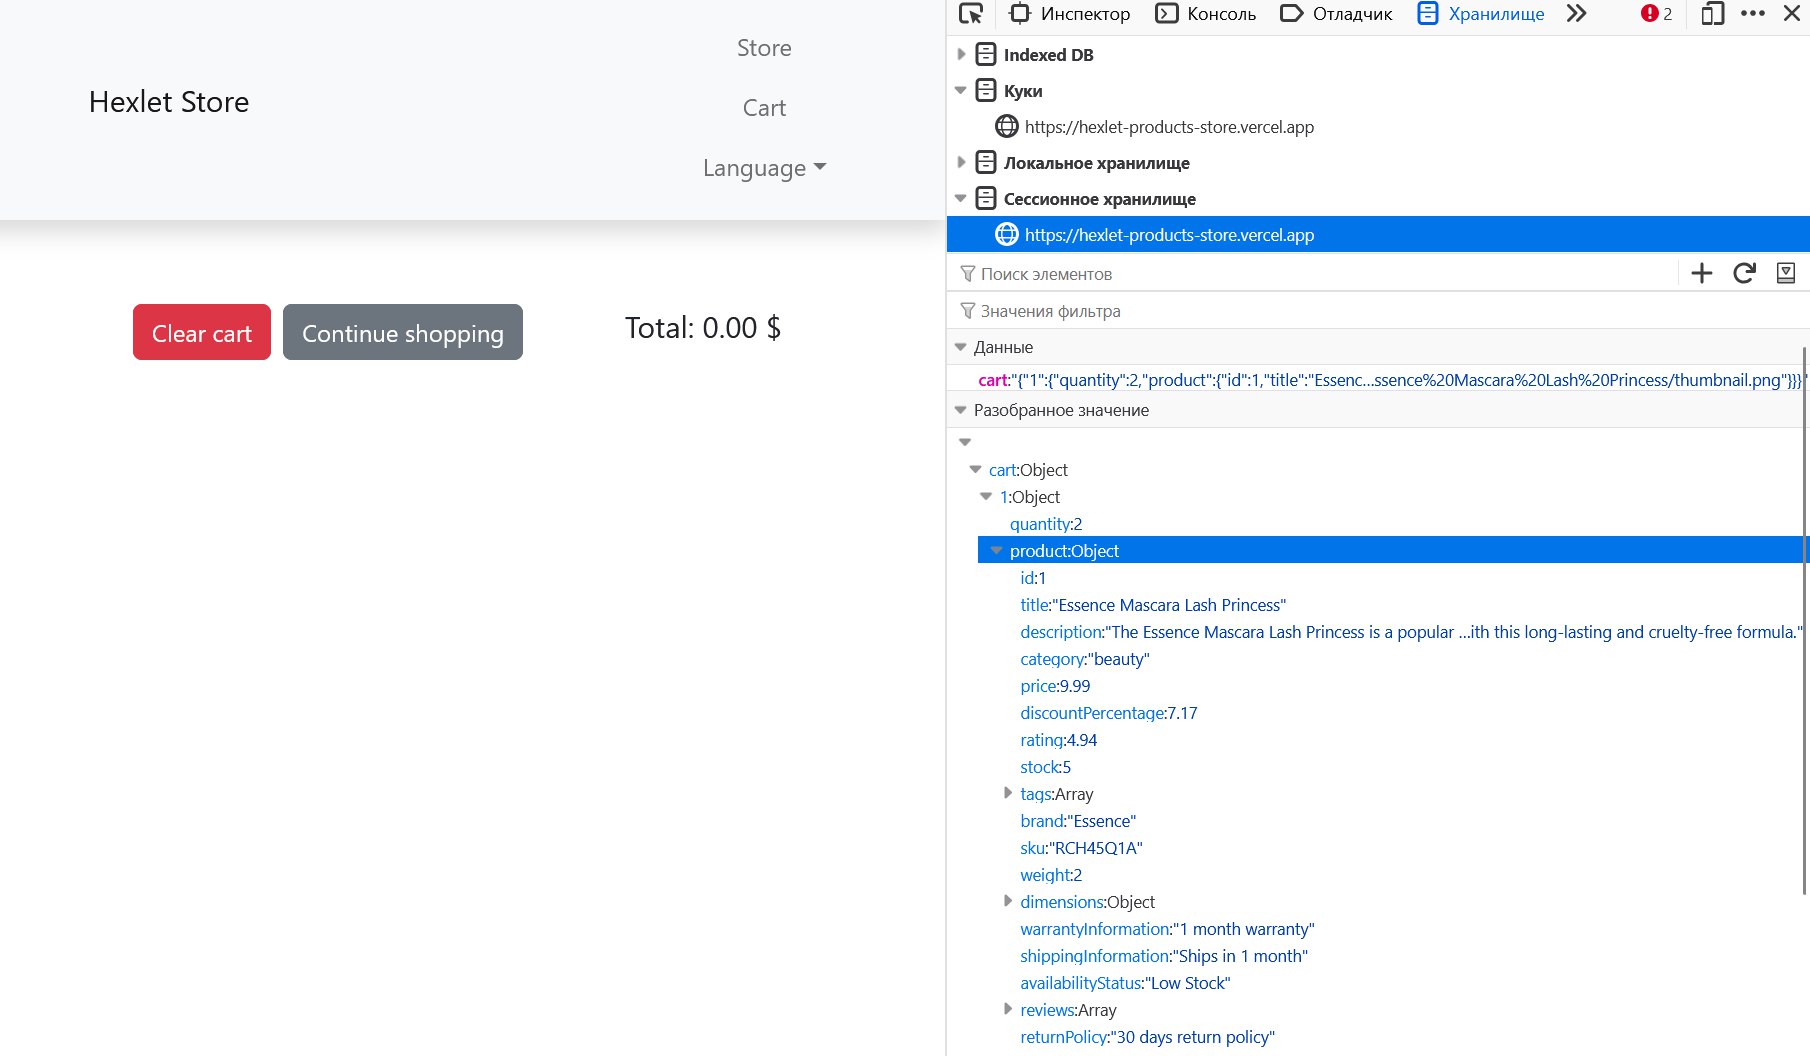 Hexlet Store
Store
Cart
Language
Clear cart
Continue shopping
Total: 0.00 $
Инспектор
Консоль
Отладчик
Хранилище
2
Indexed DB
Куки
https://hexlet-products-store.vercel.app
Локальное хранилище
Сессионное хранилище
https://hexlet-products-store.vercel.app
Поиск элементов
Значения фильтра
Данные
cart:"{"1":{"quantity":2,"product":{"id":1,"title":"Essenc...ssence%20Mascara%20Lash%20Princess/thumbnail.png"}}}"
Разобранное значение
cart:Object
1:Object
quantity:2
product:Object
id:1
title:"Essence Mascara Lash Princess"
description:"The Essence Mascara Lash Princess is a popular ...ith this long-lasting and cruelty-free formula."
category:"beauty"
price:9.99
discountPercentage:7.17
rating:4.94
stock:5
tags:Array
brand:"Essence"
sku:"RCH45Q1A"
weight:2
dimensions:Object
warrantyInformation:"1 month warranty"
shippingInformation:"Ships in 1 month"
availabilityStatus:"Low Stock"
reviews:Array
returnPolicy:"30 days return policy"